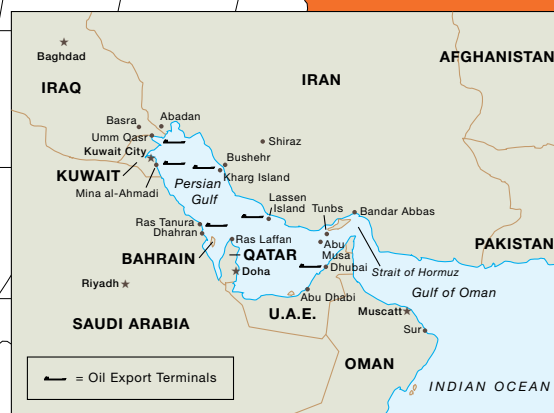 AFGHANISTAN
Baghdad
IRAN
IRAQ
Basra
Abadan
Umm Qasr
Shiraz
Kuwait City
Bushehr
KUWAIT
Kharg Island
Mina al-Ahmadi
Persian
Gulf
Lassen
Island
Tunbs
Bandar Abbas
Ras Tanura
Dhahran
Ras Laffan
Abu
Musa
PAKISTAN
BAHRAIN
QATAR
Doha
Dhubai
Strait of Hormuz
Riyadh
Abu Dhabi
Gulf of Oman
U.A.E.
Muscatt
SAUDI ARABIA
Sur
OMAN
= Oil Export Terminals
INDIAN OCEAN